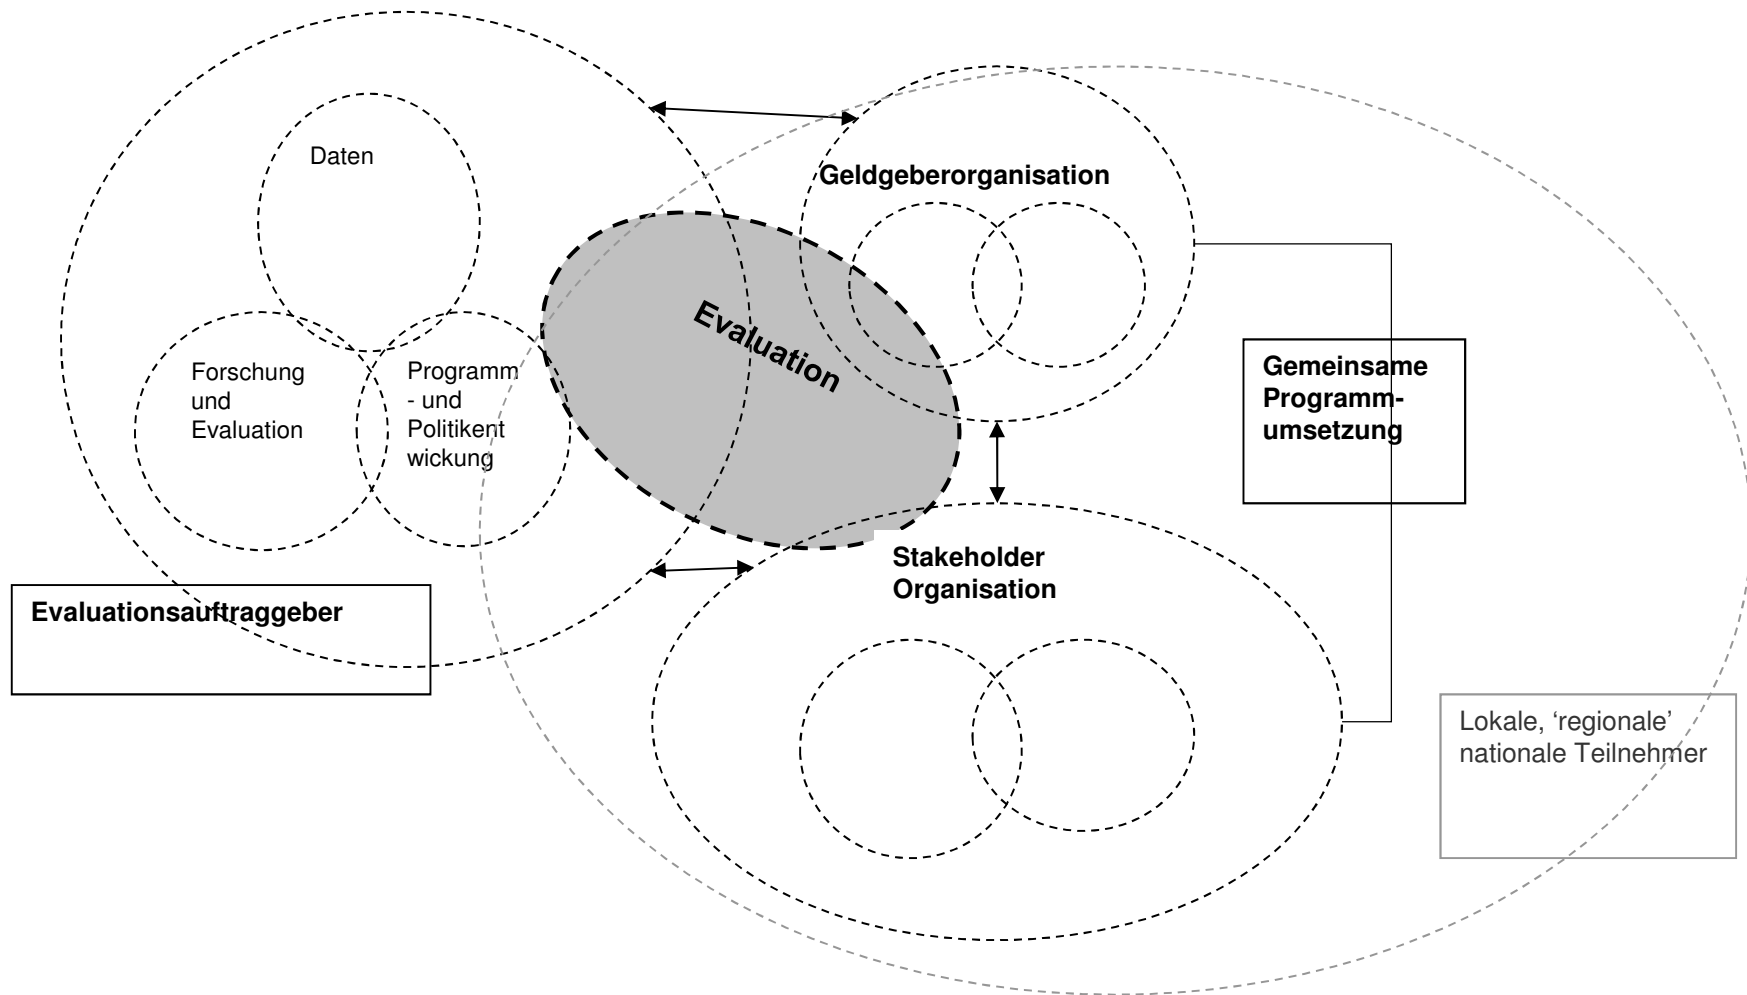 Daten
Geldgeberorganisation
Evaluation
Forschung
und
Evaluation
Programm
- und
Politikent
wickung
Gemeinsame
Programm-
umsetzung
Stakeholder
Organisation
Evaluationsauftraggeber
Lokale, ‘regionale’
nationale Teilnehmer